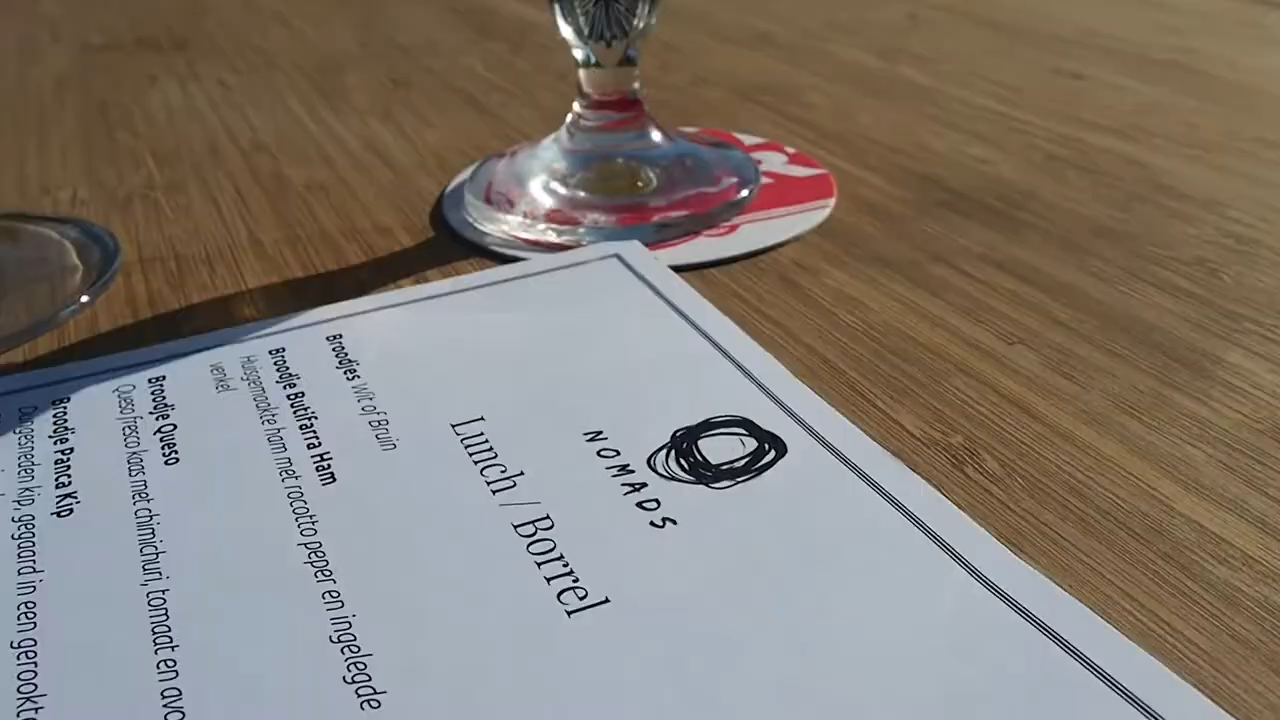 NOMADS
Lunch / Borrel
Broodjes Wit of Bruin
Broodje Butifarra Ham
Huisgemaakte ham met rocotto peper en ingelegde
venkel
Broodje Queso
Queso fresco kaas met chimichuri, tomaat en avo
Broodje Panca Kip
Dungesneden kip, gegaard in een gerookte